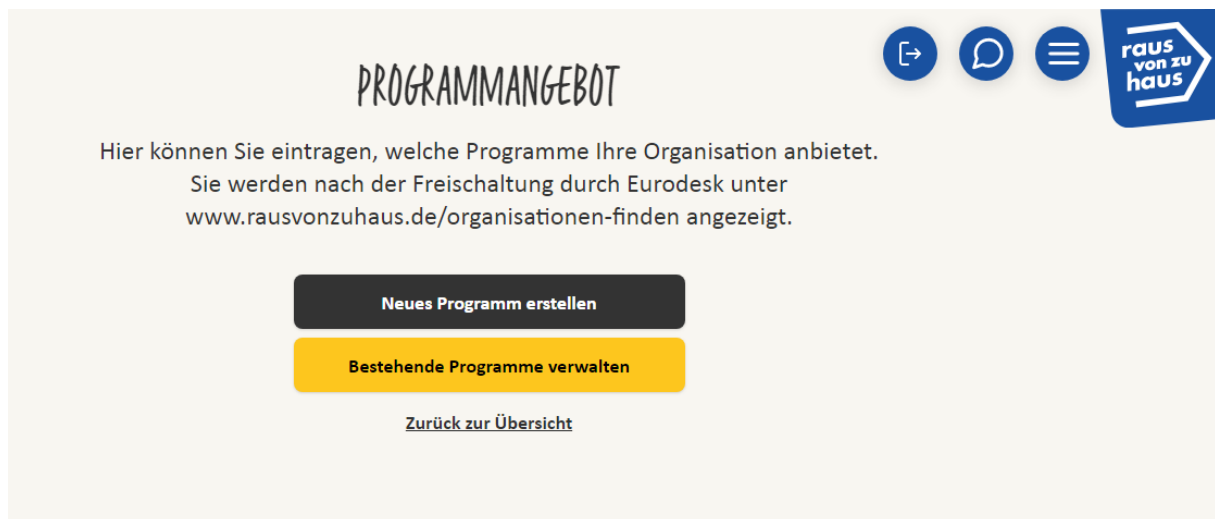 PROGRAMMANGEBOT
Hier können Sie eintragen, welche Programme Ihre Organisation anbietet.
Sie werden nach der Freischaltung durch Eurodesk unter
www.rausvonzuhaus.de/organisationen-finden angezeigt.
Neues Programm erstellen
Bestehende Programme verwalten
Zurück zur Übersicht
raus
von zu
haus